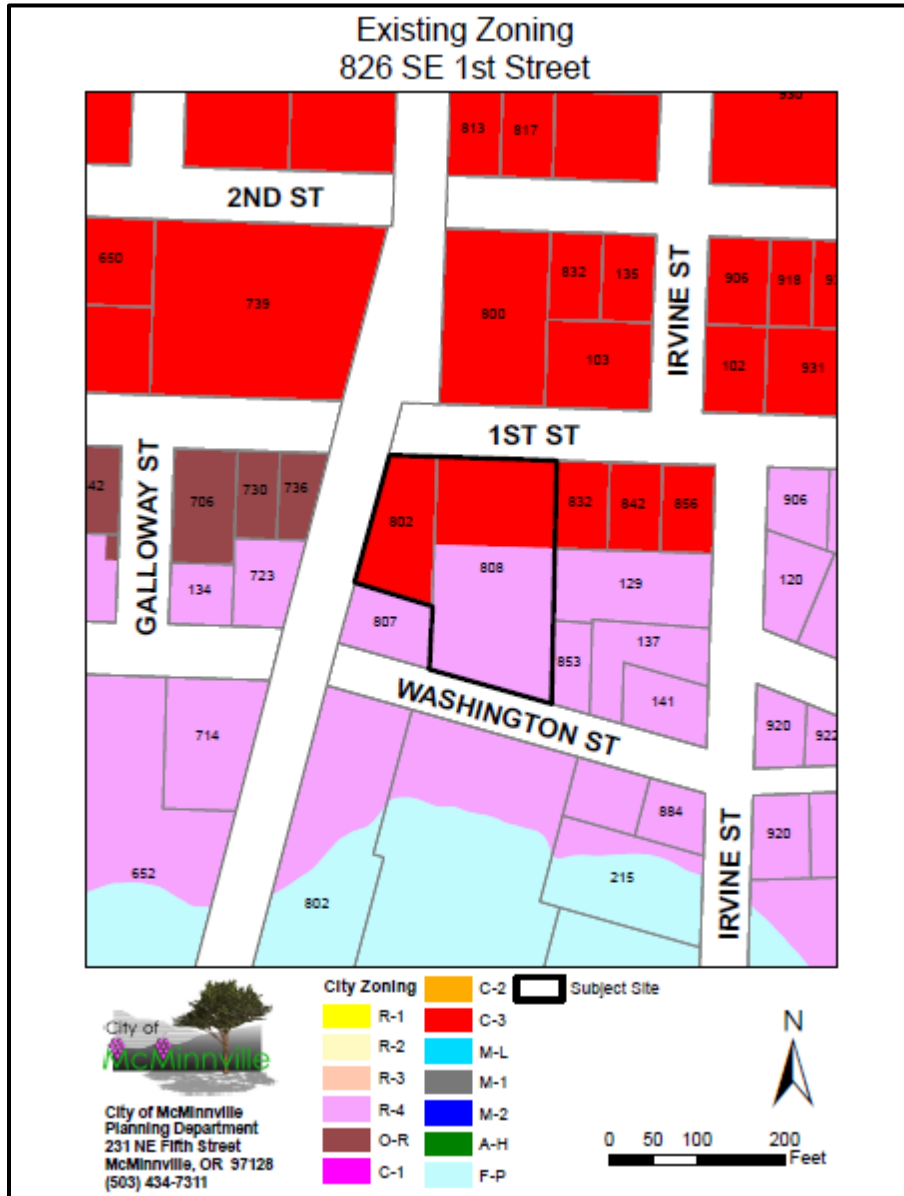 Existing Zoning
826 SE 1st Street
930
813 817
2ND ST
650 739 800 832 135 906 918
IRVINE ST
103 102 931
1ST ST
GALLOWAY ST
706 730 736 802 832 842 856 906
134 723 808 129 120
807 853 137 141
WASHINGTON ST
714 920 922
884 920
652 802 215
IRVINE ST
City of
McMinnville
City of McMinnville
Planning Department
231 NE Fifth Street
McMinnville, OR 97128
(503) 434-7311
City Zoning
R-1
R-2
R-3
R-4
O-R
C-1
C-2
C-3
M-L
M-1
M-2
A-H
F-P
Subject Site
N
0 50 100 200
Feet